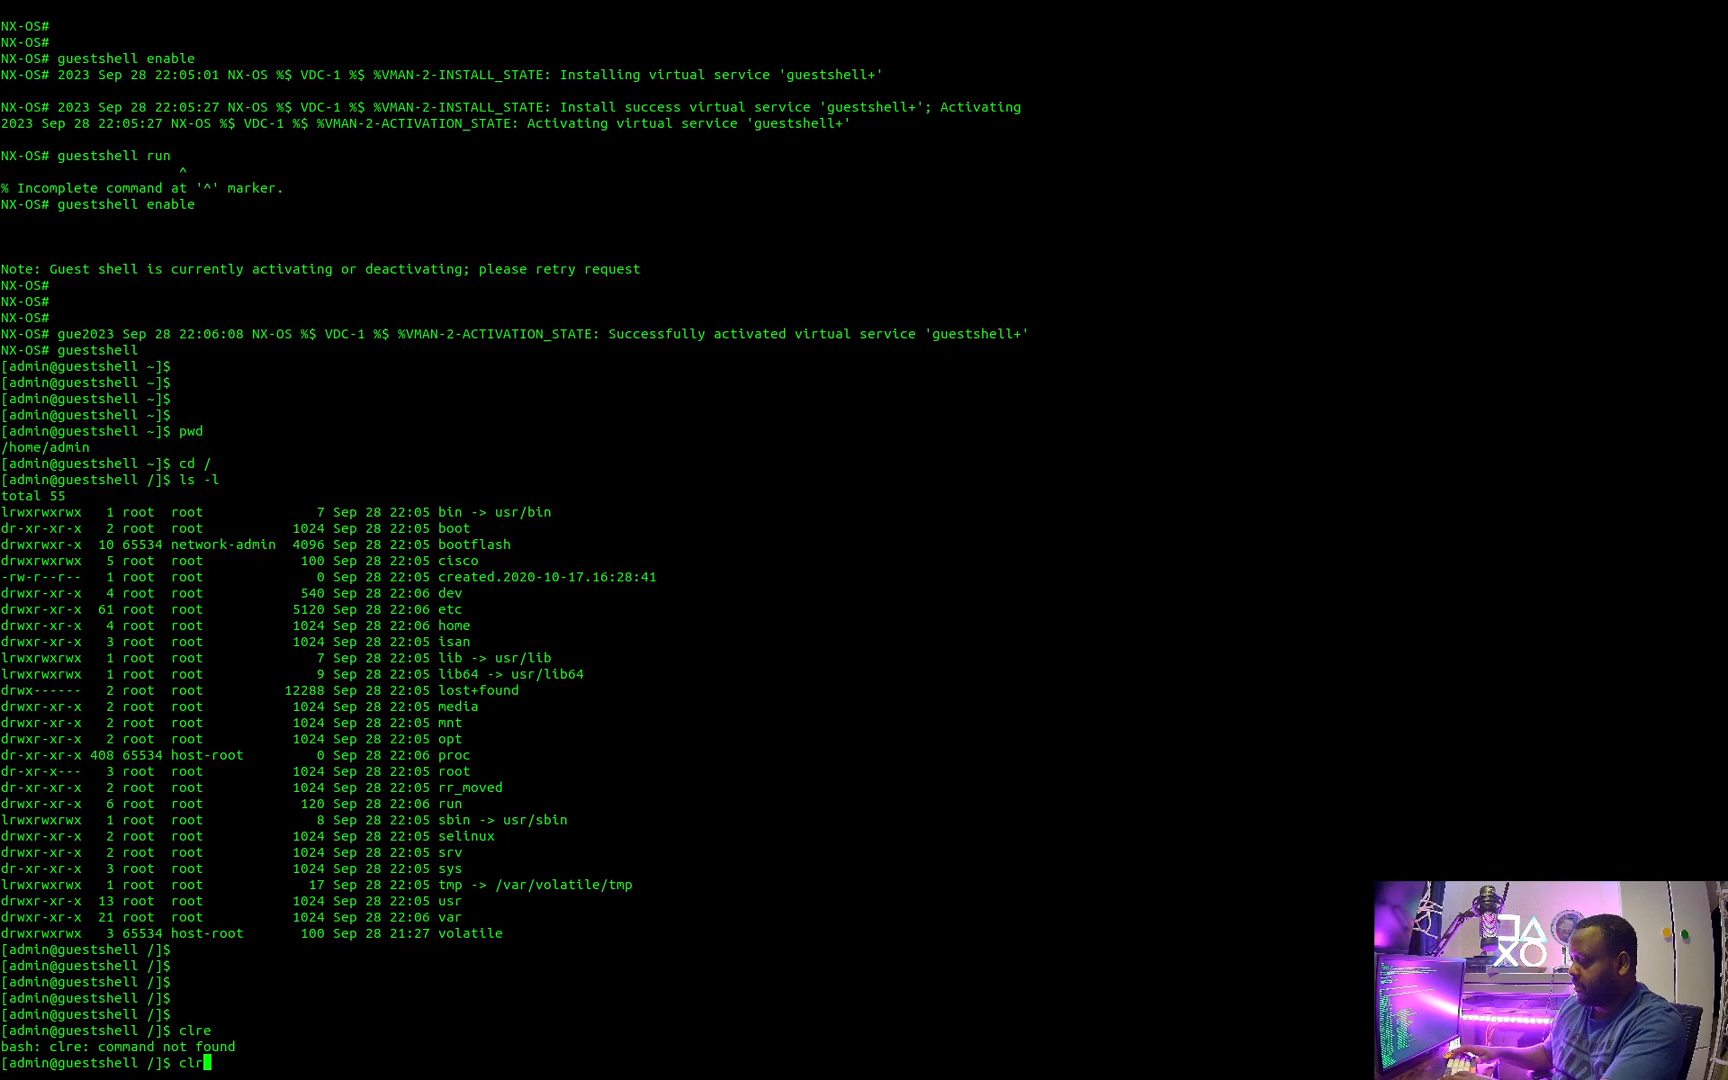 NX-OS#
NX-OS#
NX-OS# guestshell enable
NX-OS# 2023 Sep 28 22:05:01 NX-OS %$ VDC-1 %$ %VMAN-2-INSTALL_STATE: Installing virtual service 'guestshell+'
NX-OS# 2023 Sep 28 22:05:27 NX-OS %$ VDC-1 %$ %VMAN-2-INSTALL_STATE: Install success virtual service 'guestshell+'; Activating
2023 Sep 28 22:05:27 NX-OS %$ VDC-1 %$ %VMAN-2-ACTIVATION_STATE: Activating virtual service 'guestshell+'
NX-OS# guestshell run
^
% Incomplete command at '^' marker.
NX-OS# guestshell enable
Note: Guest shell is currently activating or deactivating; please retry request
NX-OS#
NX-OS#
NX-OS#
NX-OS# gue2023 Sep 28 22:06:08 NX-OS %$ VDC-1 %$ %VMAN-2-ACTIVATION_STATE: Successfully activated virtual service 'guestshell+'
NX-OS# guestshell
[admin@guestshell ~]$
[admin@guestshell ~]$
[admin@guestshell ~]$
[admin@guestshell ~]$
[admin@guestshell ~]$ pwd
/home/admin
[admin@guestshell ~]$ cd /
[admin@guestshell /]$ ls -l
total 55
lrwxrwxrwx   1 root  root              7 Sep 28 22:05 bin -> usr/bin
dr-xr-xr-x   2 root  root           1024 Sep 28 22:05 boot
drwxrwxr-x  10 65534 network-admin  4096 Sep 28 22:05 bootflash
drwxrwxrwx   5 root  root            100 Sep 28 22:05 cisco
-rw-r--r--   1 root  root              0 Sep 28 22:05 created.2020-10-17.16:28:41
drwxr-xr-x   4 root  root            540 Sep 28 22:06 dev
drwxr-xr-x  61 root  root           5120 Sep 28 22:06 etc
drwxr-xr-x   4 root  root           1024 Sep 28 22:06 home
drwxr-xr-x   3 root  root           1024 Sep 28 22:05 isan
lrwxrwxrwx   1 root  root              7 Sep 28 22:05 lib -> usr/lib
lrwxrwxrwx   1 root  root              9 Sep 28 22:05 lib64 -> usr/lib64
drwx------   2 root  root          12288 Sep 28 22:05 lost+found
drwxr-xr-x   2 root  root           1024 Sep 28 22:05 media
drwxr-xr-x   2 root  root           1024 Sep 28 22:05 mnt
drwxr-xr-x   2 root  root           1024 Sep 28 22:05 opt
dr-xr-xr-x 408 65534 host-root         0 Sep 28 22:06 proc
dr-xr-x---   3 root  root           1024 Sep 28 22:05 root
dr-xr-xr-x   2 root  root           1024 Sep 28 22:05 rr_moved
drwxr-xr-x   6 root  root            120 Sep 28 22:06 run
lrwxrwxrwx   1 root  root              8 Sep 28 22:05 sbin -> usr/sbin
drwxr-xr-x   2 root  root           1024 Sep 28 22:05 selinux
drwxr-xr-x   2 root  root           1024 Sep 28 22:05 srv
dr-xr-xr-x   3 root  root           1024 Sep 28 22:05 sys
lrwxrwxrwx   1 root  root             17 Sep 28 22:05 tmp -> /var/volatile/tmp
drwxr-xr-x  13 root  root           1024 Sep 28 22:05 usr
drwxr-xr-x  21 root  root           1024 Sep 28 22:06 var
drwxrwxrwx   3 65534 host-root       100 Sep 28 21:27 volatile
[admin@guestshell /]$
[admin@guestshell /]$
[admin@guestshell /]$
[admin@guestshell /]$
[admin@guestshell /]$
[admin@guestshell /]$ clre
bash: clre: command not found
[admin@guestshell /]$ clr